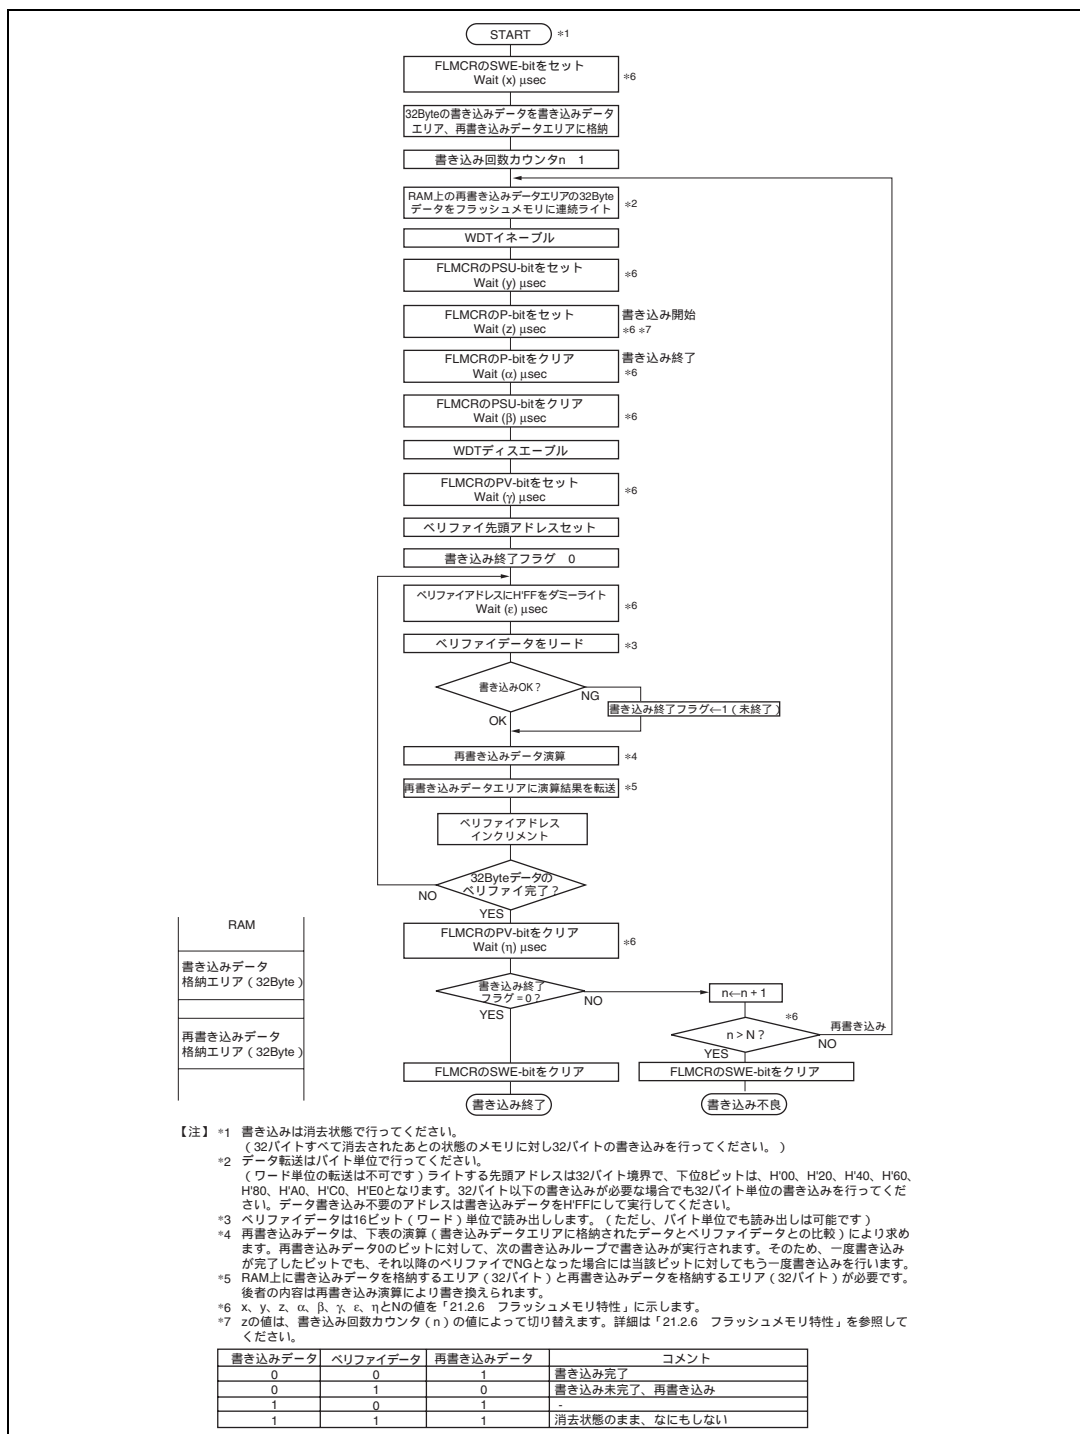 START *1
FLMCRのSWE-bitをセット
Wait (x) μsec
*6
32Byteの書き込みデータを書き込みデータ
エリア、再書き込みデータエリアに格納
書き込み回数カウンタn 1
RAM上の再書き込みデータエリアの32Byte
データをフラッシュメモリに連続ライト
*2
WDTイネーブル
FLMCRのPSU-bitをセット
Wait (y) μsec
*6
FLMCRのP-bitをセット
Wait (z) μsec
書き込み開始
*6 *7
FLMCRのP-bitをクリア
Wait (α) μsec
書き込み終了
*6
FLMCRのPSU-bitをクリア
Wait (β) μsec
*6
WDTディスエーブル
FLMCRのPV-bitをセット
Wait (γ) μsec
*6
ベリファイ先頭アドレスセット
書き込み終了フラグ 0
ベリファイアドレスにH'FFをダミーライト
Wait (ε) μsec
*6
ベリファイデータをリード *3
書き込みOK？
NG
書き込み終了フラグ←1（未終了）
OK
再書き込みデータ演算 *4
再書き込みデータエリアに演算結果を転送 *5
ベリファイアドレス
インクリメント
32Byteデータの
ベリファイ完了？
NO
YES
FLMCRのPV-bitをクリア
Wait (η) μsec
*6
書き込み終了
フラグ = 0？
NO
YES
n←n + 1
*6
n > N？
再書き込み
NO
YES
FLMCRのSWE-bitをクリア
FLMCRのSWE-bitをクリア
書き込み終了
書き込み不良
RAM
書き込みデータ
格納エリア（32Byte）
再書き込みデータ
格納エリア（32Byte）
【注】 *1 書き込みは消去状態で行ってください。
（32バイトすべて消去されたあとの状態のメモリに対し32バイトの書き込みを行ってください。）
*2 データ転送はバイト単位で行ってください。
（ワード単位の転送は不可です）ライトする先頭アドレスは32バイト境界で、下位8ビットは、H'00、H'20、H'40、H'60、
H'80、H'A0、H'C0、H'E0となります。32バイト以下の書き込みが必要な場合でも32バイト単位の書き込みを行ってくだ
さい。データ書き込み不要のアドレスは書き込みデータをH'FFにして実行してください。
*3 ベリファイデータは16ビット（ワード）単位で読み出しします。（ただし、バイト単位でも読み出しは可能です）
*4 再書き込みデータは、下表の演算（書き込みデータエリアに格納されたデータとベリファイデータとの比較）により求め
ます。再書き込みデータ0のビットに対して、次の書き込みループで書き込みが実行されます。そのため、一度書き込み
が完了したビットでも、それ以降のベリファイでNGとなった場合には当該ビットに対してもう一度書き込みを行います。
*5 RAM上に書き込みデータを格納するエリア（32バイト）と再書き込みデータを格納するエリア（32バイト）が必要です。
後者の内容は再書き込み演算により書き換えられます。
*6 x、y、z、α、β、γ、ε、ηとNの値を「21.2.6 フラッシュメモリ特性」に示します。
*7 zの値は、書き込み回数カウンタ（n）の値によって切り替えます。詳細は「21.2.6 フラッシュメモリ特性」を参照して
ください。
書き込みデータ ベリファイデータ 再書き込みデータ コメント
0 0 1 書き込み完了
0 1 0 書き込み未完了、再書き込み
1 0 1 -
1 1 1 消去状態のまま、なにもしない